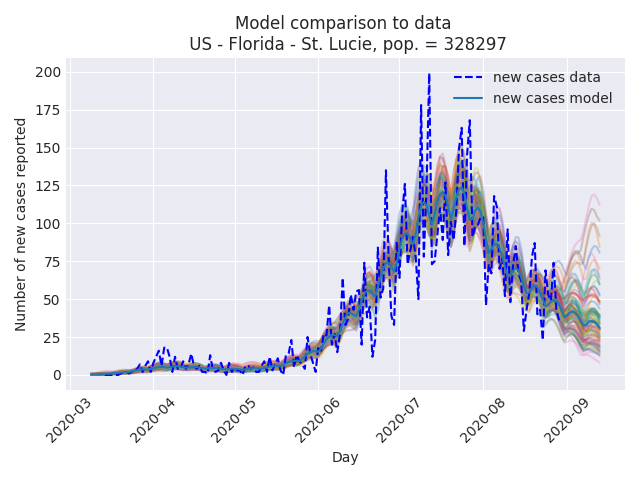 Model comparison to data
US - Florida - St. Lucie, pop. = 328297
new cases data
new cases model
Number of new cases reported
200
175
150
125
100
75
50
25
0
2020-03
2020-04
2020-05
2020-06
2020-07
2020-08
2020-09
Day